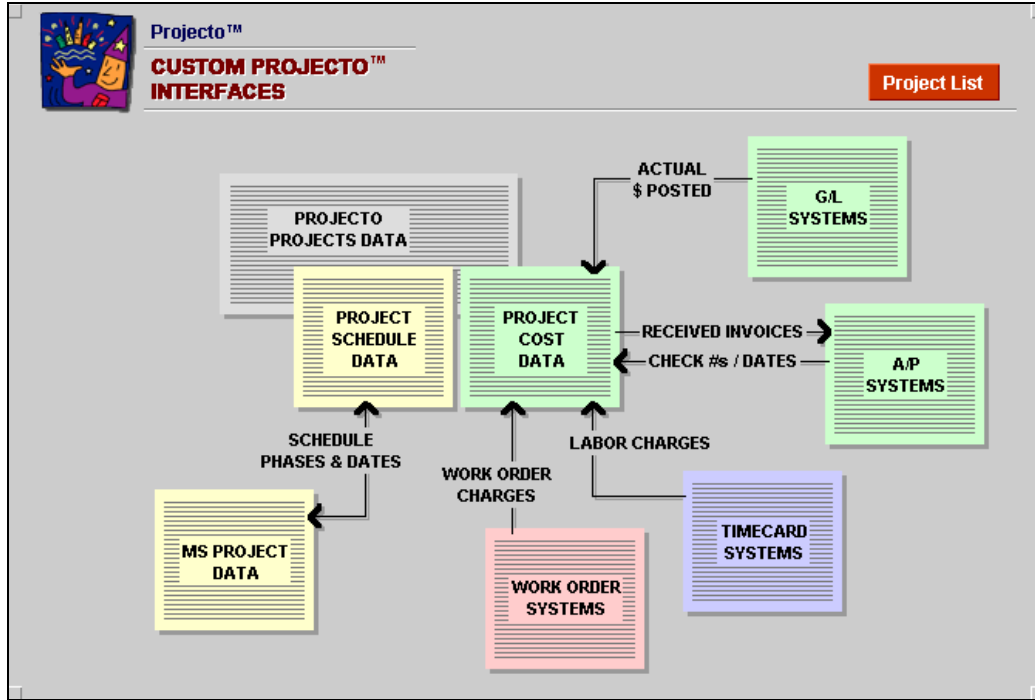 Projecto™
CUSTOM PROJECTO™
INTERFACES
Project List
ACTUAL
$ POSTED
G/L
SYSTEMS
PROJECTO
PROJECTS DATA
PROJECT
SCHEDULE
DATA
PROJECT
COST
DATA
RECEIVED INVOICES
CHECK #s / DATES
A/P
SYSTEMS
SCHEDULE
PHASES & DATES
LABOR CHARGES
WORK ORDER
CHARGES
MS PROJECT
DATA
WORK ORDER
SYSTEMS
TIMECARD
SYSTEMS